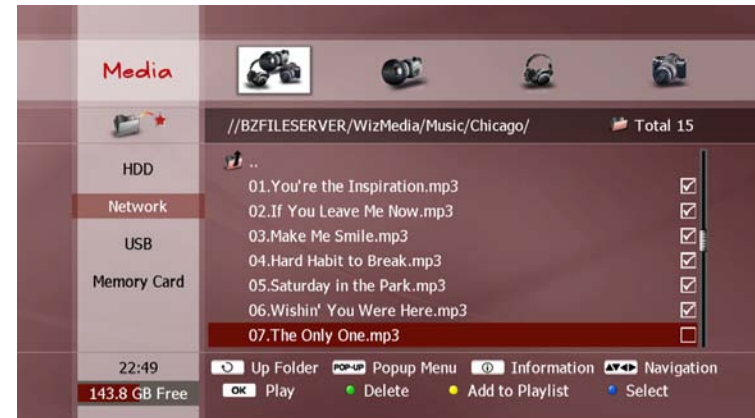 Media
//BZFILESERVER/WizMedia/Music/Chicago/ Total 15
HDD
Network
USB
Memory Card
..
01.You're the Inspiration.mp3
02.If You Leave Me Now.mp3
03.Make Me Smile.mp3
04.Hard Habit to Break.mp3
05.Saturday in the Park.mp3
06.Wishin' You Were Here.mp3
07.The Only One.mp3
22:49
143.8 GB Free
Up Folder POP-UP Popup Menu Information Navigation
OK Play Delete Add to Playlist Select